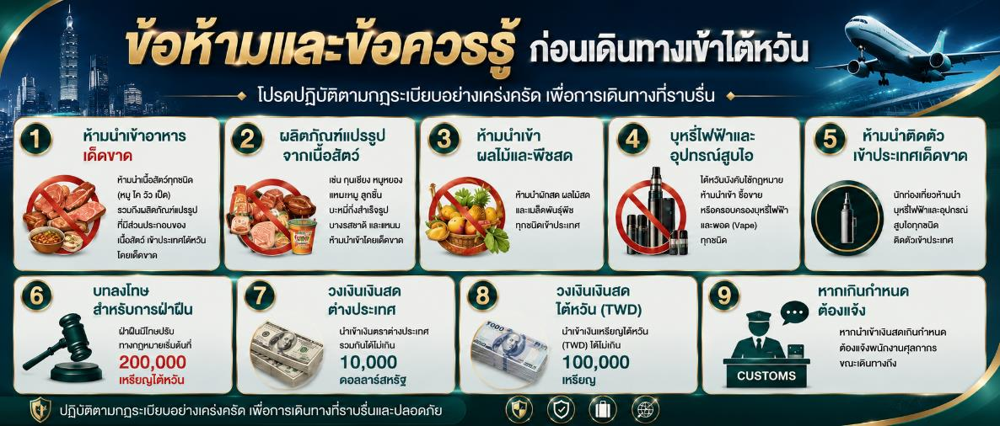 ข้อห้ามและข้อควรรู้ ก่อนเดินทางเข้าไต้หวัน
โปรดปฏิบัติตามกฎระเบียบอย่างเคร่งครัด เพื่อการเดินทางที่ราบรื่น
1
ห้ามนำเข้าอาหาร
เด็ดขาด
ห้ามนำเนื้อสัตว์ทุกชนิด
(หมู ไก่ วัว เป็ด)
รวมถึงผลิตภัณฑ์แปรรูป
ที่มีส่วนประกอบของ
เนื้อสัตว์ เข้าประเทศไต้หวัน
โดยเด็ดขาด
2
ผลิตภัณฑ์แปรรูป
จากเนื้อสัตว์
เช่น กุนเชียง หมูหยอง
แหนมหมู ลูกชิ้น
บะหมี่กึ่งสำเร็จรูป
บางรสชาติ และแหนม
ห้ามนำเข้าโดยเด็ดขาด
3
ห้ามนำเข้า
ผลไม้และพืชสด
ห้ามนำผักสด ผลไม้สด
และเมล็ดพันธุ์พืช
ทุกชนิดเข้าประเทศ
4
บุหรี่ไฟฟ้าและ
อุปกรณ์สูบไอ
ไต้หวันบังคับใช้กฎหมาย
ห้ามนำเข้า ซื้อขาย
หรือครอบครองบุหรี่ไฟฟ้า
และพอด (Vape)
ทุกชนิด
5
ห้ามนำติดตัว
เข้าประเทศเด็ดขาด
นักท่องเที่ยวห้ามนำ
บุหรี่ไฟฟ้าและอุปกรณ์
สูบไอทุกชนิด
ติดตัวเข้าประเทศ
6
บทลงโทษ
สำหรับการฝ่าฝืน
ฝ่าฝืนมีโทษปรับ
ทางกฎหมายเริ่มต้นที่
200,000
เหรียญไต้หวัน
7
วงเงินเงินสด
ต่างประเทศ
นำเข้าเงินตราต่างประเทศ
รวมกันได้ไม่เกิน
10,000
ดอลลาร์สหรัฐ
8
วงเงินเงินสด
ไต้หวัน (TWD)
1000
นำเข้าเงินเหรียญไต้หวัน
(TWD) ได้ไม่เกิน
100,000
เหรียญ
9
หากเกินกำหนด
ต้องแจ้ง
หากนำเข้าเงินสดเกินกำหนด
ต้องแจ้งพนักงานศุลกากร
ขณะเดินทางถึง
CUSTOMS
ปฏิบัติตามกฎระเบียบอย่างเคร่งครัด เพื่อการเดินทางที่ราบรื่นและปลอดภัย